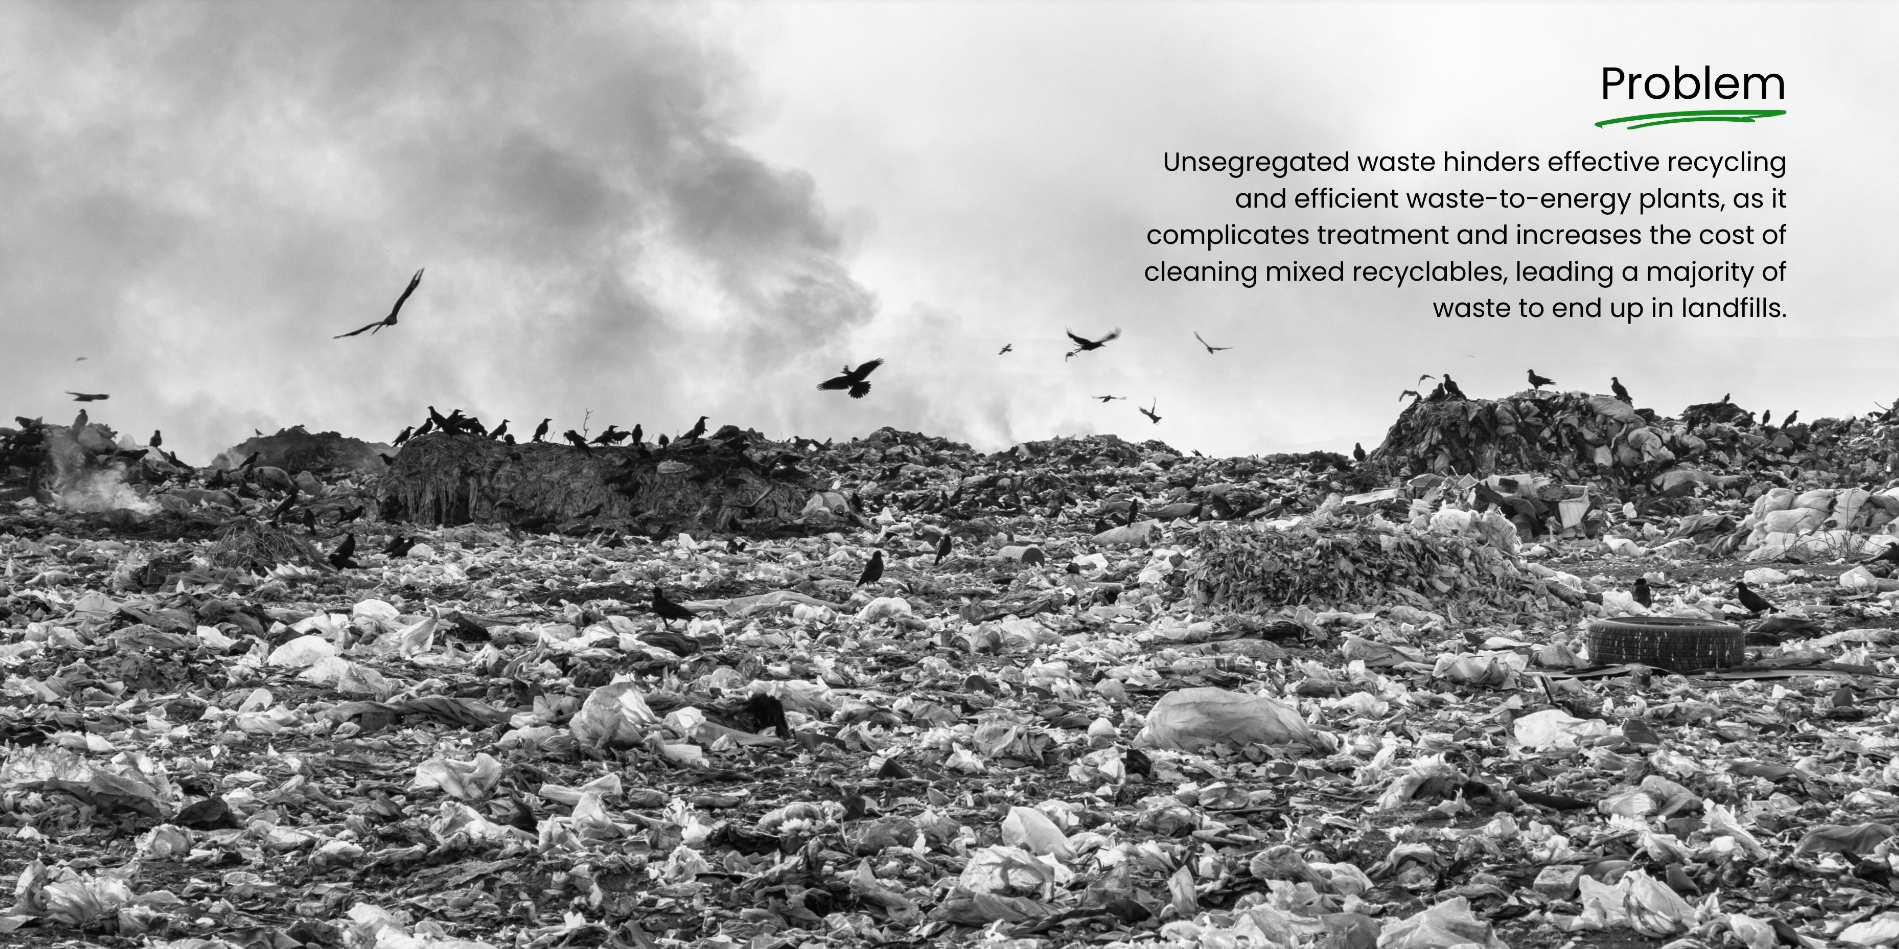 Problem
Unsegregated waste hinders effective recycling
and efficient waste-to-energy plants, as it
complicates treatment and increases the cost of
cleaning mixed recyclables, leading a majority of
waste to end up in landfills.